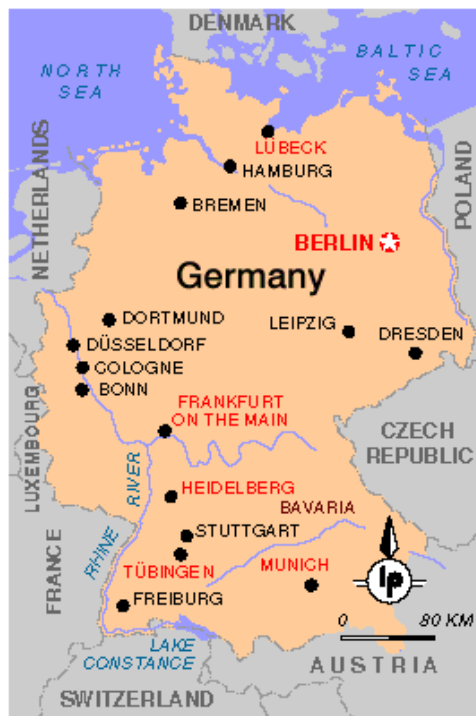 DENMARK
NORTH
SEA
BALTIC
SEA
NETHERLANDS
POLAND
LÜBECK
HAMBURG
BREMEN
BERLIN
Germany
DORTMUND
LEIPZIG
DÜSSELDORF
DRESDEN
COLOGNE
BONN
FRANKFURT
ON THE MAIN
LUXEMBOURG
CZECH
REPUBLIC
RIVER
HEIDELBERG
BAVARIA
STUTTGART
FRANCE
RHINE
TÜBINGEN
MUNICH
lp
FREIBURG
0 80 KM
LAKE
CONSTANCE
AUSTRIA
SWITZERLAND